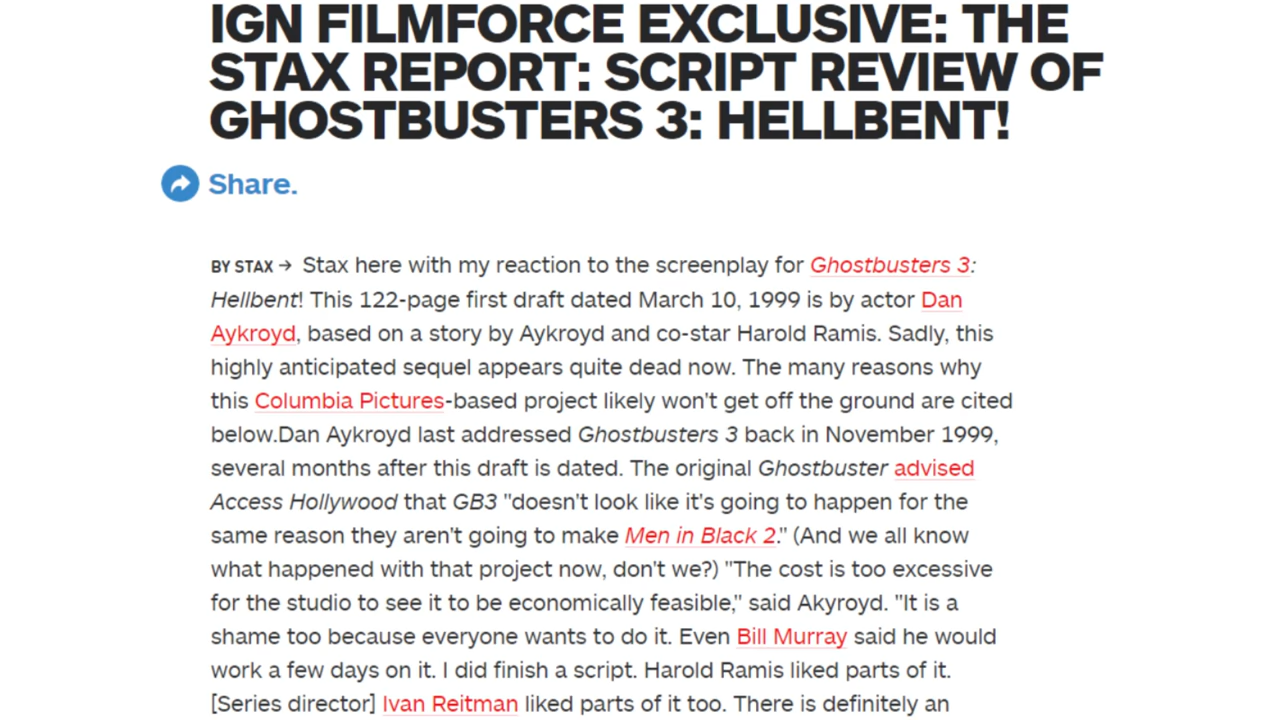 IGN FILMFORCE EXCLUSIVE: THE
STAX REPORT: SCRIPT REVIEW OF
GHOSTBUSTERS 3: HELLBENT!
Share.
BY STAX → Stax here with my reaction to the screenplay for Ghostbusters 3:
Hellbent! This 122-page first draft dated March 10, 1999 is by actor Dan
Aykroyd, based on a story by Aykroyd and co-star Harold Ramis. Sadly, this
highly anticipated sequel appears quite dead now. The many reasons why
this Columbia Pictures-based project likely won't get off the ground are cited
below.Dan Aykroyd last addressed Ghostbusters 3 back in November 1999,
several months after this draft is dated. The original Ghostbuster advised
Access Hollywood that GB3 "doesn't look like it's going to happen for the
same reason they aren't going to make Men in Black 2." (And we all know
what happened with that project now, don't we?) "The cost is too excessive
for the studio to see it to be economically feasible," said Akyroyd. "It is a
shame too because everyone wants to do it. Even Bill Murray said he would
work a few days on it. I did finish a script. Harold Ramis liked parts of it.
[Series director] Ivan Reitman liked parts of it too. There is definitely an